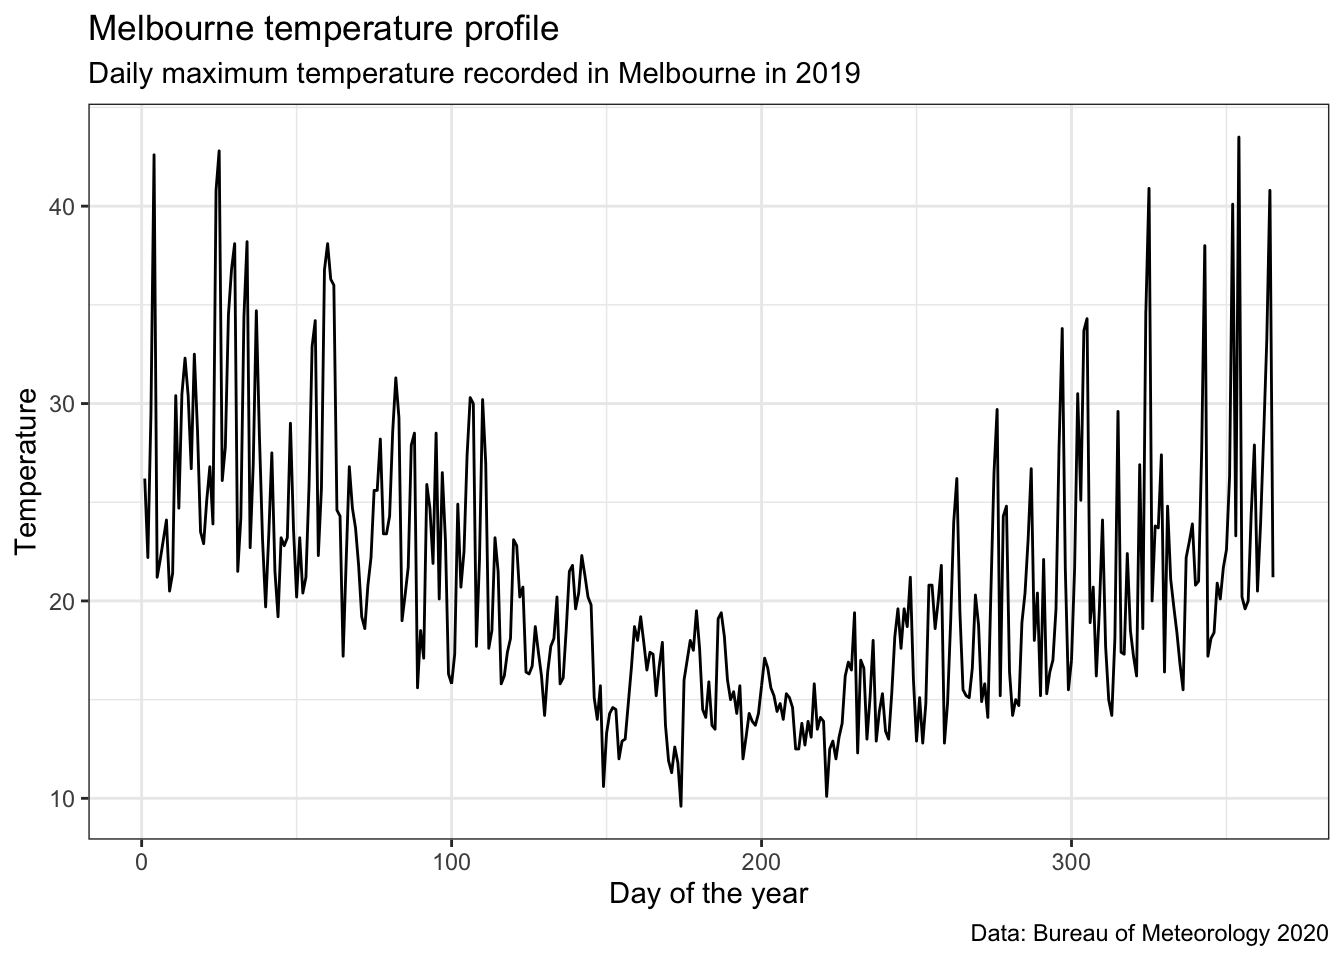 Melbourne temperature profile
Daily maximum temperature recorded in Melbourne in 2019
Temperature
40
30
20
10
0 100 200 300
Day of the year
Data: Bureau of Meteorology 2020